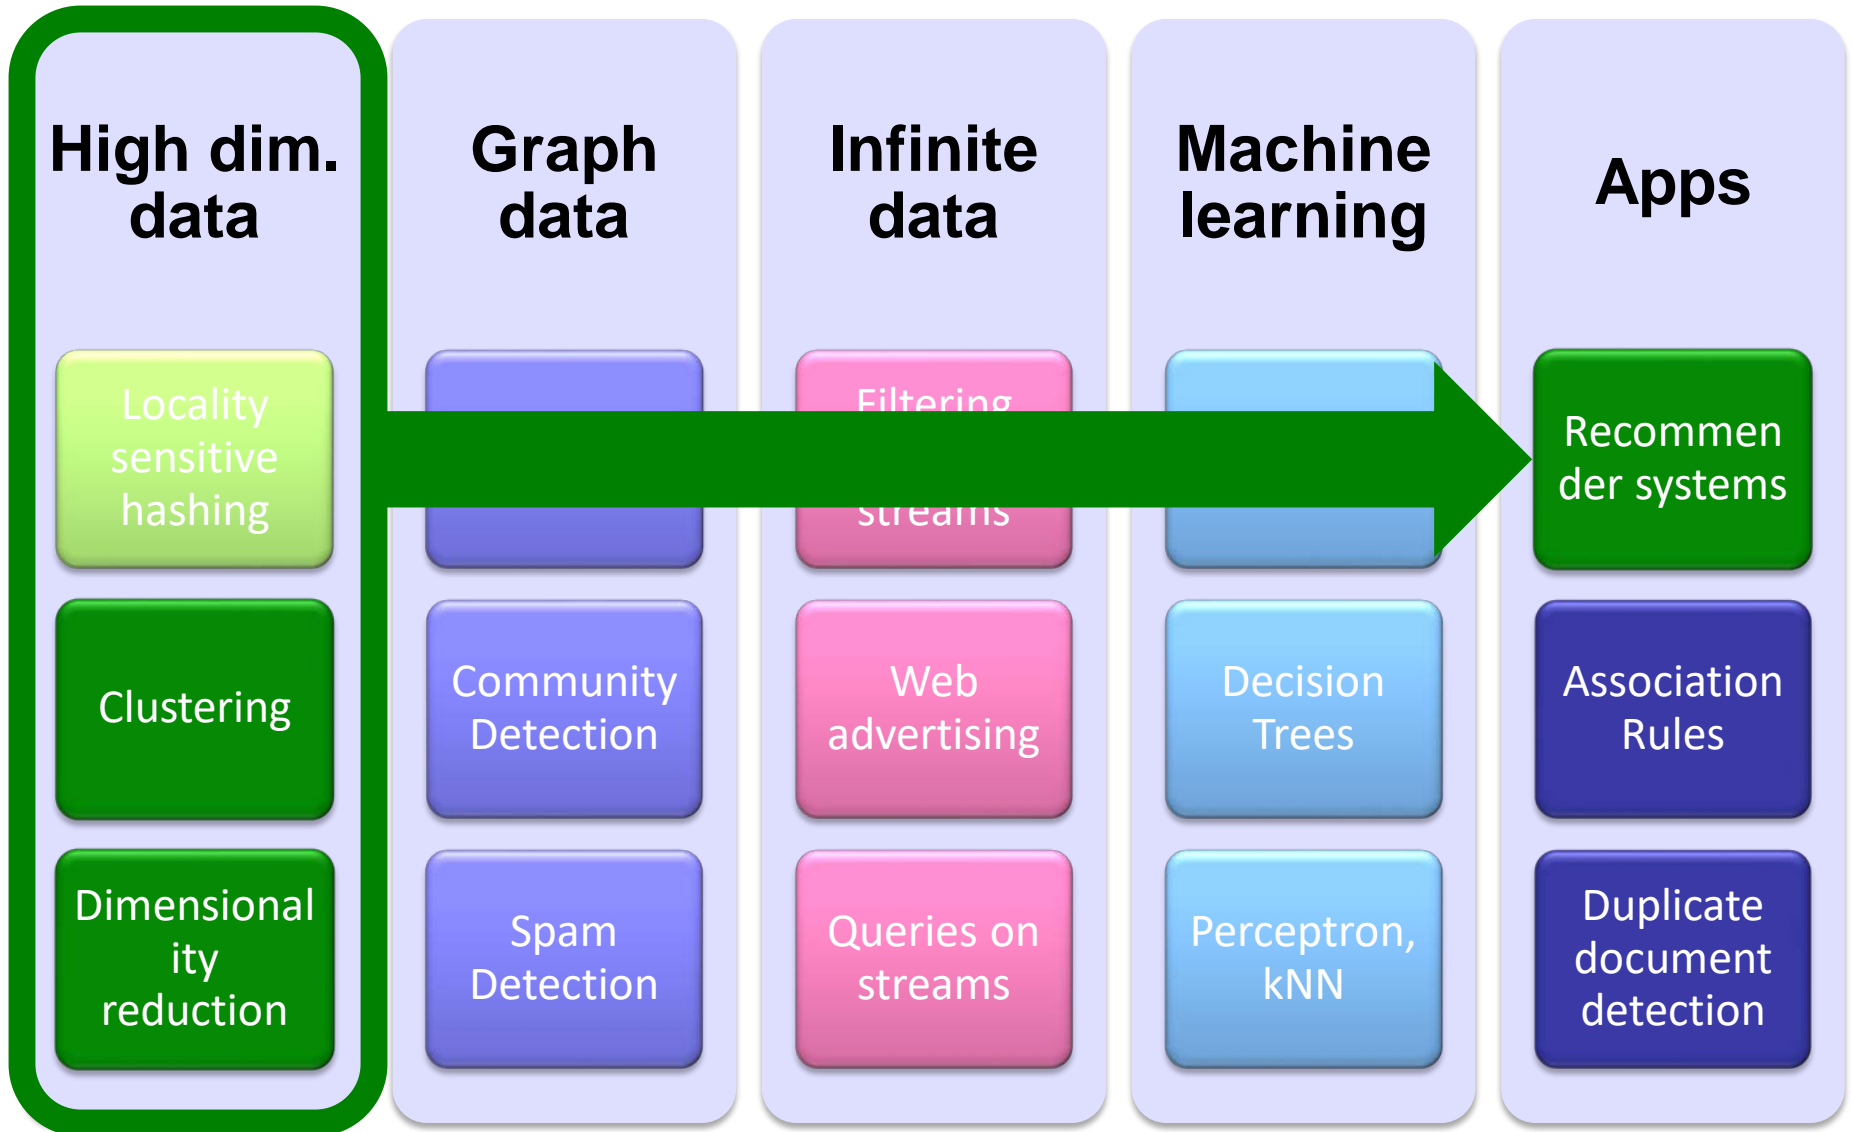 High dim.
data
Locality
sensitive
hashing
Clustering
Dimensional
ity
reduction
Graph
data
Community
Detection
Spam
Detection
Infinite
data
Filtering
streams
Web
advertising
Queries on
streams
Machine
learning
Decision
Trees
Perceptron,
kNN
Apps
Recommen
der systems
Association
Rules
Duplicate
document
detection